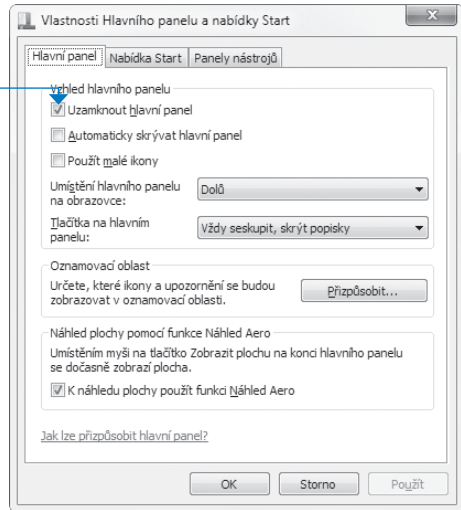 Vlastnosti Hlavního panelu a nabídky Start
Hlavní panel Nabídka Start Panely nástrojů
Vzhled hlavního panelu
Uzamknout hlavní panel
Automaticky skrývat hlavní panel
Použít malé ikony
Umístění hlavního panelu
na obrazovce:
Dolů
Tlačítka na hlavním
panelu:
Vždy seskupit, skrýt popisky
Oznamovací oblast
Určete, které ikony a upozornění se budou
zobrazovat v oznamovací oblasti.
Přizpůsobit...
Náhled plochy pomocí funkce Náhled Aero
Umístěním myši na tlačítko Zobrazit plochu na konci hlavního panelu
se dočasně zobrazí plocha.
K náhledu plochy použít funkci Náhled Aero
Jak lze přizpůsobit hlavní panel?
OK Storno Použít